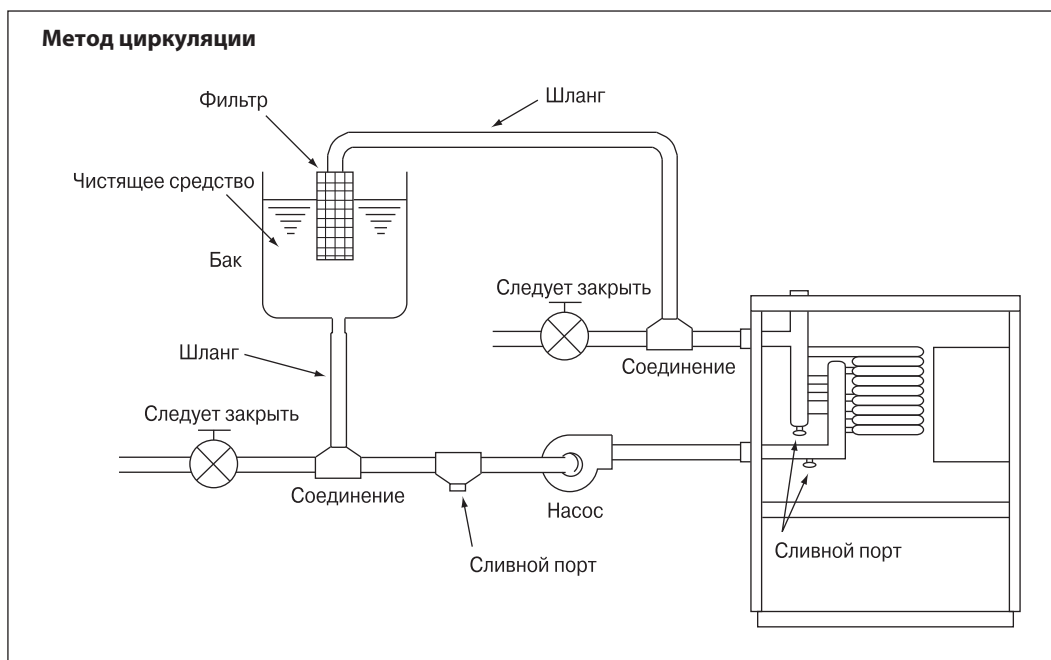 Метод циркуляции
Фильтр
Шланг
Чистящее средство
Бак
Следует закрыть
Шланг
Соединение
Следует закрыть
Соединение
Насос
Сливной порт
Сливной порт